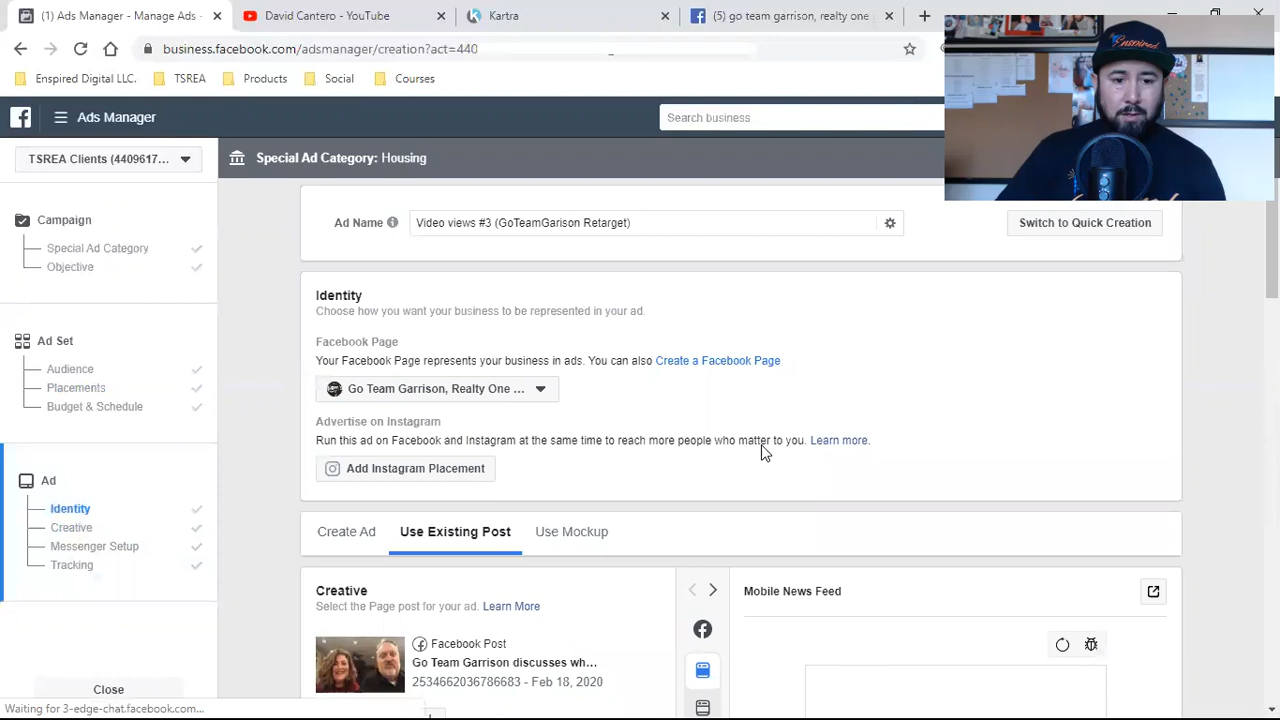 (1) Ads Manager - Manage Ads -
David Cantero - YouTube
Kartra
(5) go team garrison, realty one
business.facebook.com/adsmanager/creation?act=440
Enspired Digital LLC.
TSREA
Products
Social
Courses
Enspired
Ads Manager
Search business
TSREA Clients (4409617...
Special Ad Category: Housing
Campaign
Special Ad Category
Objective
Ad Set
Audience
Placements
Budget & Schedule
Ad
Identity
Creative
Messenger Setup
Tracking
Close
Waiting for 3-edge-chat.facebook.com...
Ad Name
Video views #3 (GoTeamGarison Retarget)
Switch to Quick Creation
Identity
Choose how you want your business to be represented in your ad.
Facebook Page
Your Facebook Page represents your business in ads. You can also Create a Facebook Page
Go Team Garrison, Realty One ...
Advertise on Instagram
Run this ad on Facebook and Instagram at the same time to reach more people who matter to you. Learn more.
Add Instagram Placement
Create Ad
Use Existing Post
Use Mockup
Creative
Select the Page post for your ad. Learn More
Facebook Post
Go Team Garrison discusses wh...
2534662036786683 - Feb 18, 2020
Mobile News Feed